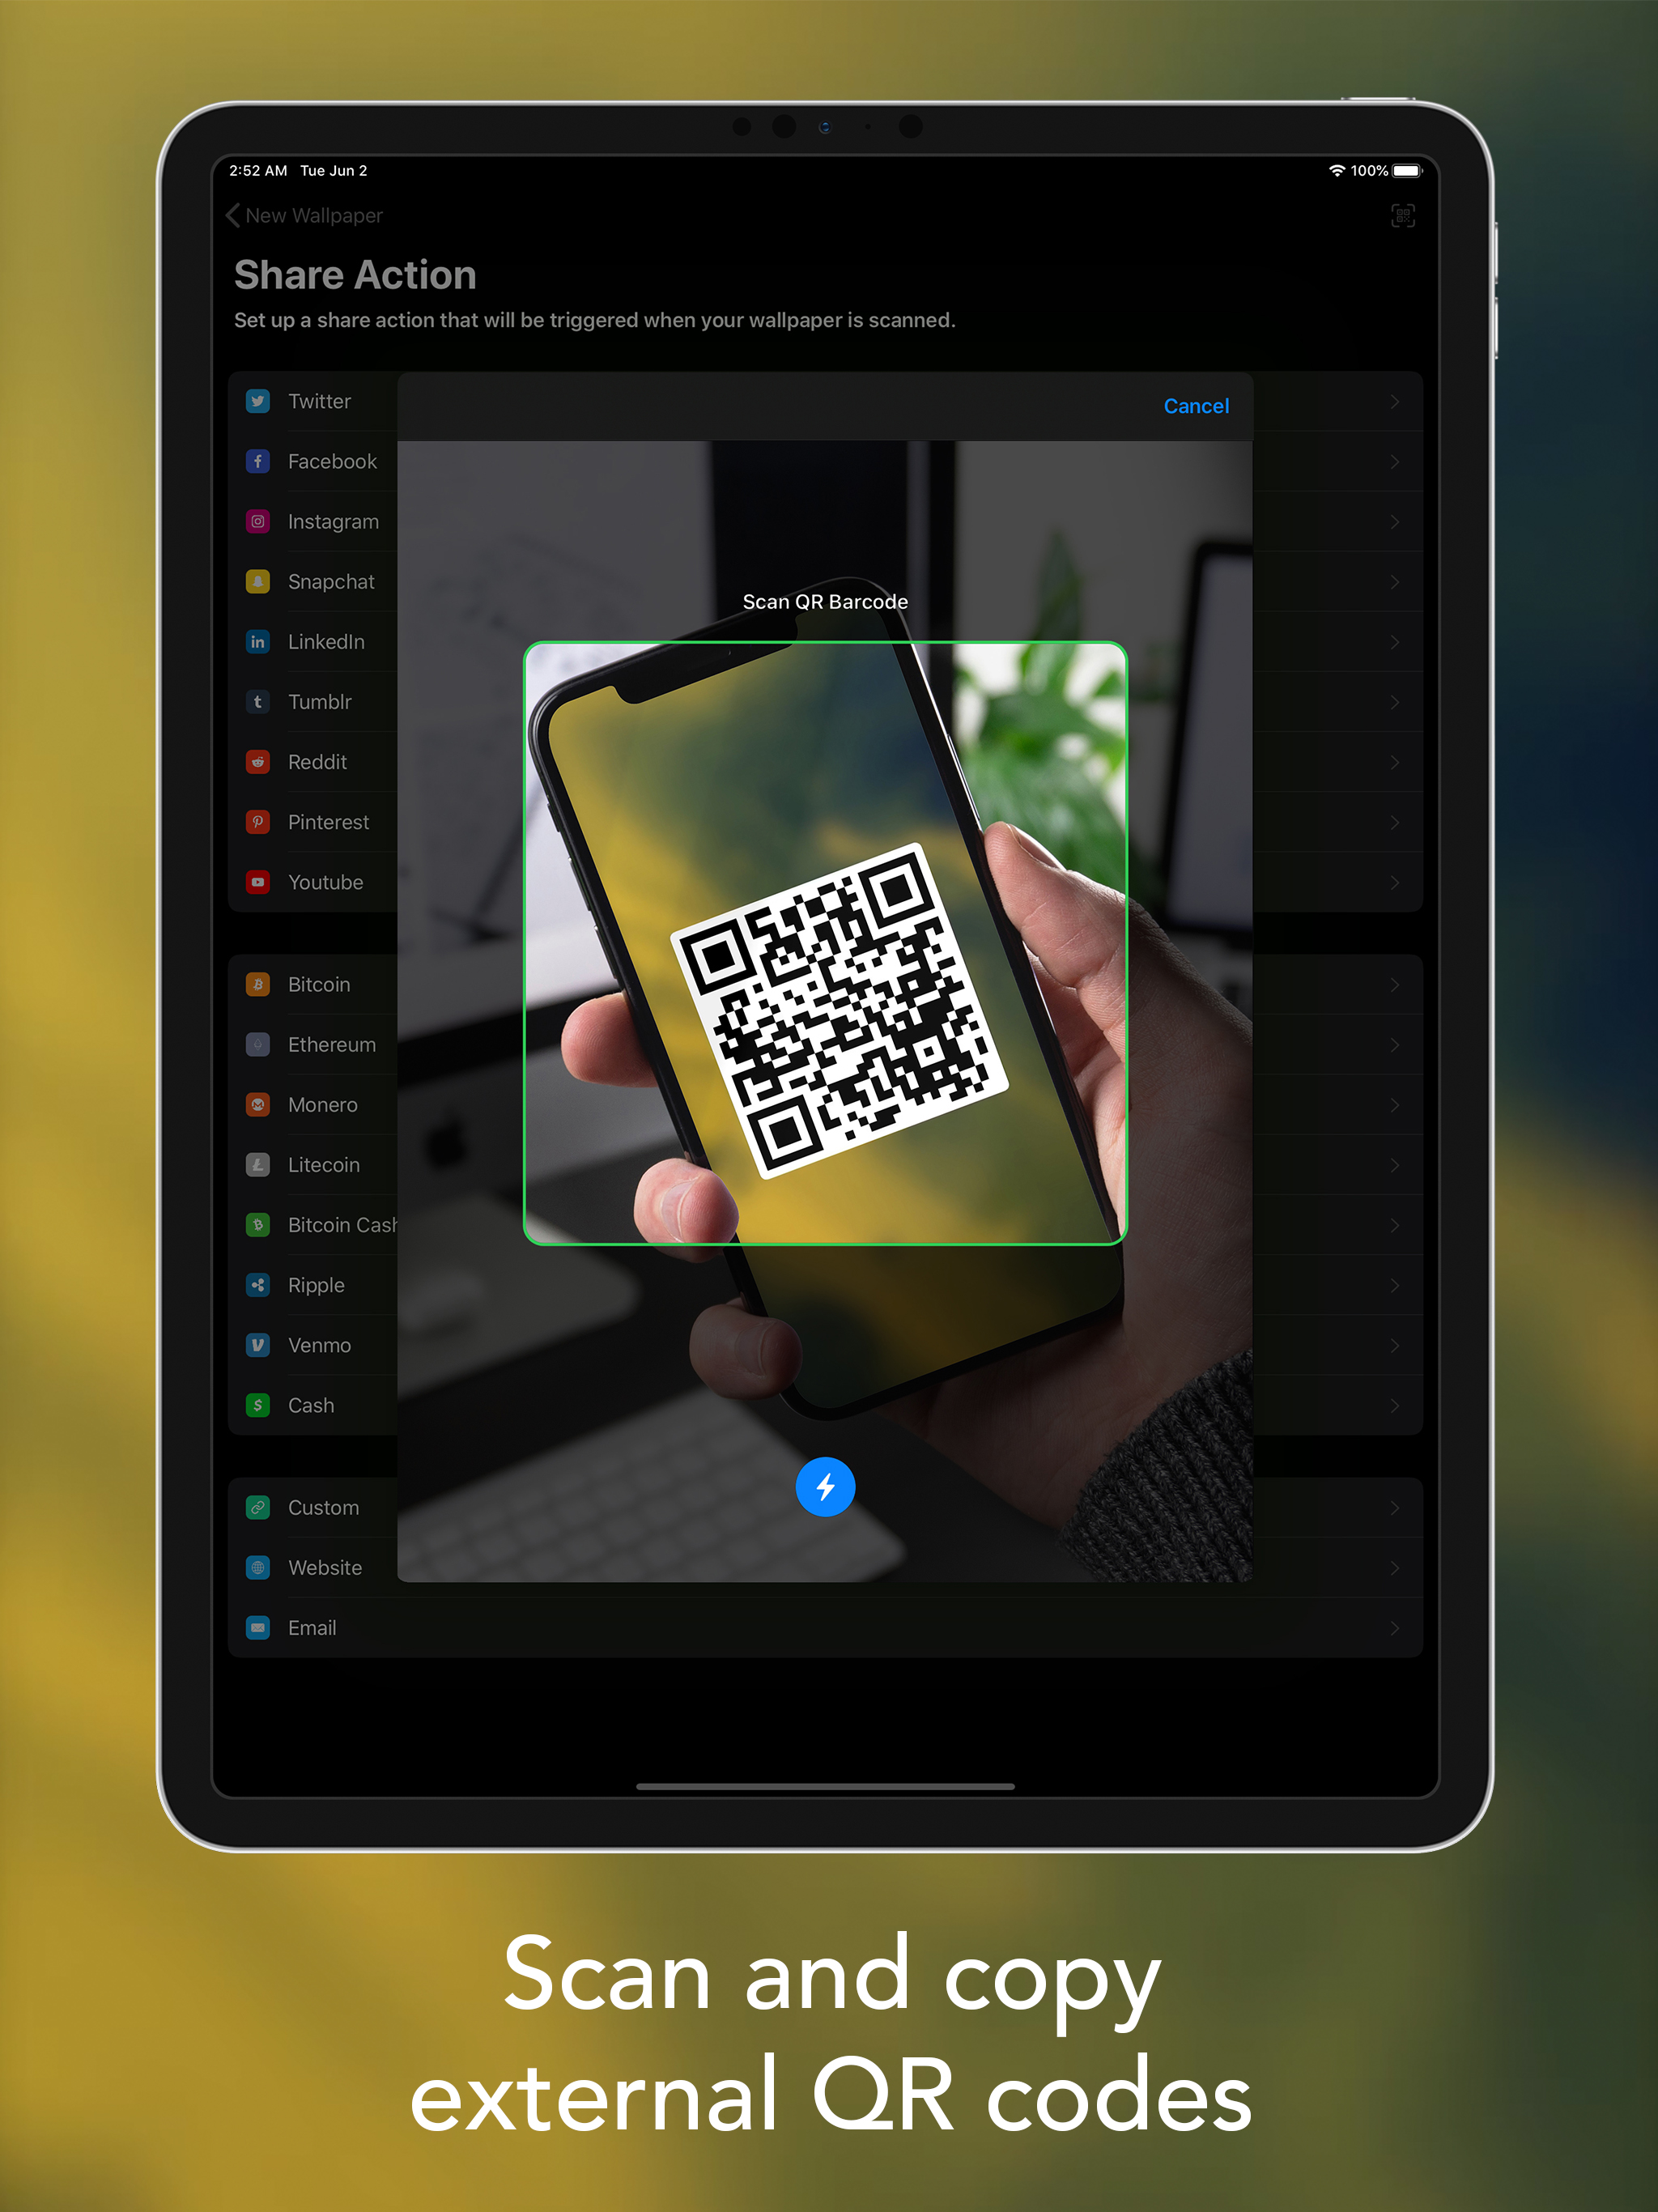 2:52 AM Tue Jun 2
100%
New Wallpaper
Share Action
Set up a share action that will be triggered when your wallpaper is scanned.
Cancel
Twitter
Facebook
Instagram
Snapchat
LinkedIn
Tumblr
Reddit
Pinterest
Youtube
Scan QR Barcode
Bitcoin
Ethereum
Monero
Litecoin
Bitcoin Cash
Ripple
Venmo
Cash
Custom
Website
Email
Scan and copy
external QR codes